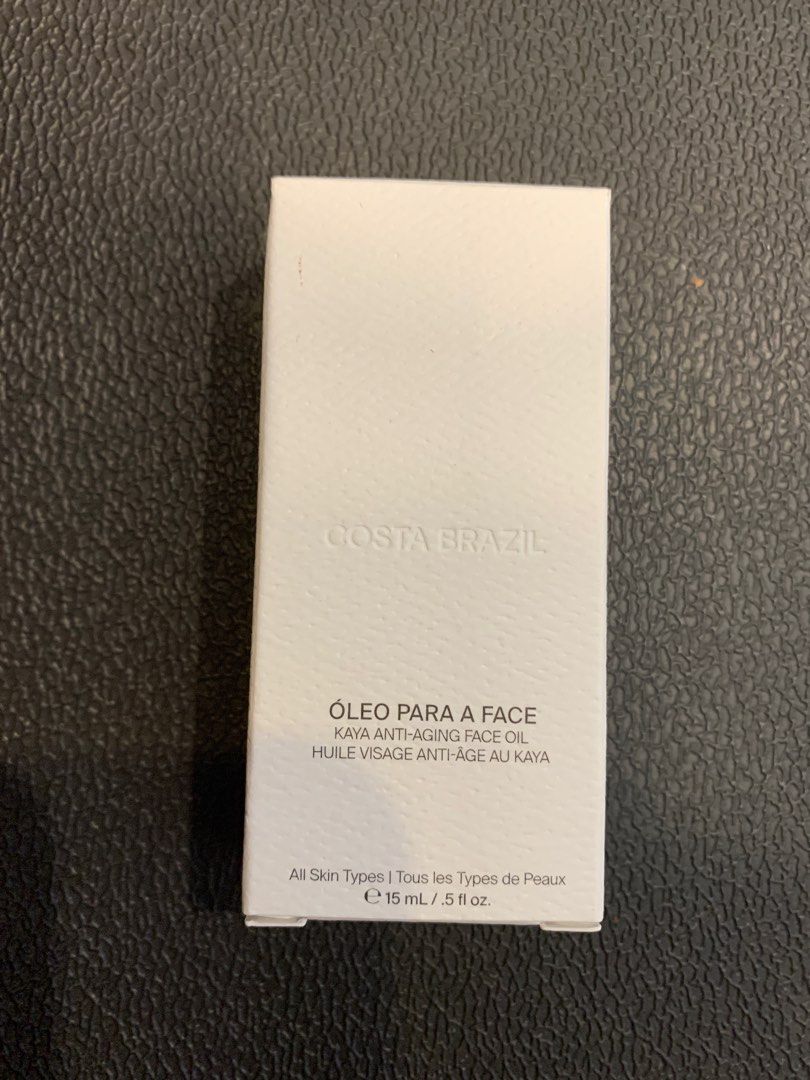 COSTA BRAZIL
ÓLEO PARA A FACE
KAYA ANTI-AGING FACE OIL
HUILE VISAGE ANTI-ÂGE AU KAYA
All Skin Types | Tous les Types de Peaux
℮ 15 mL / .5 fl oz.